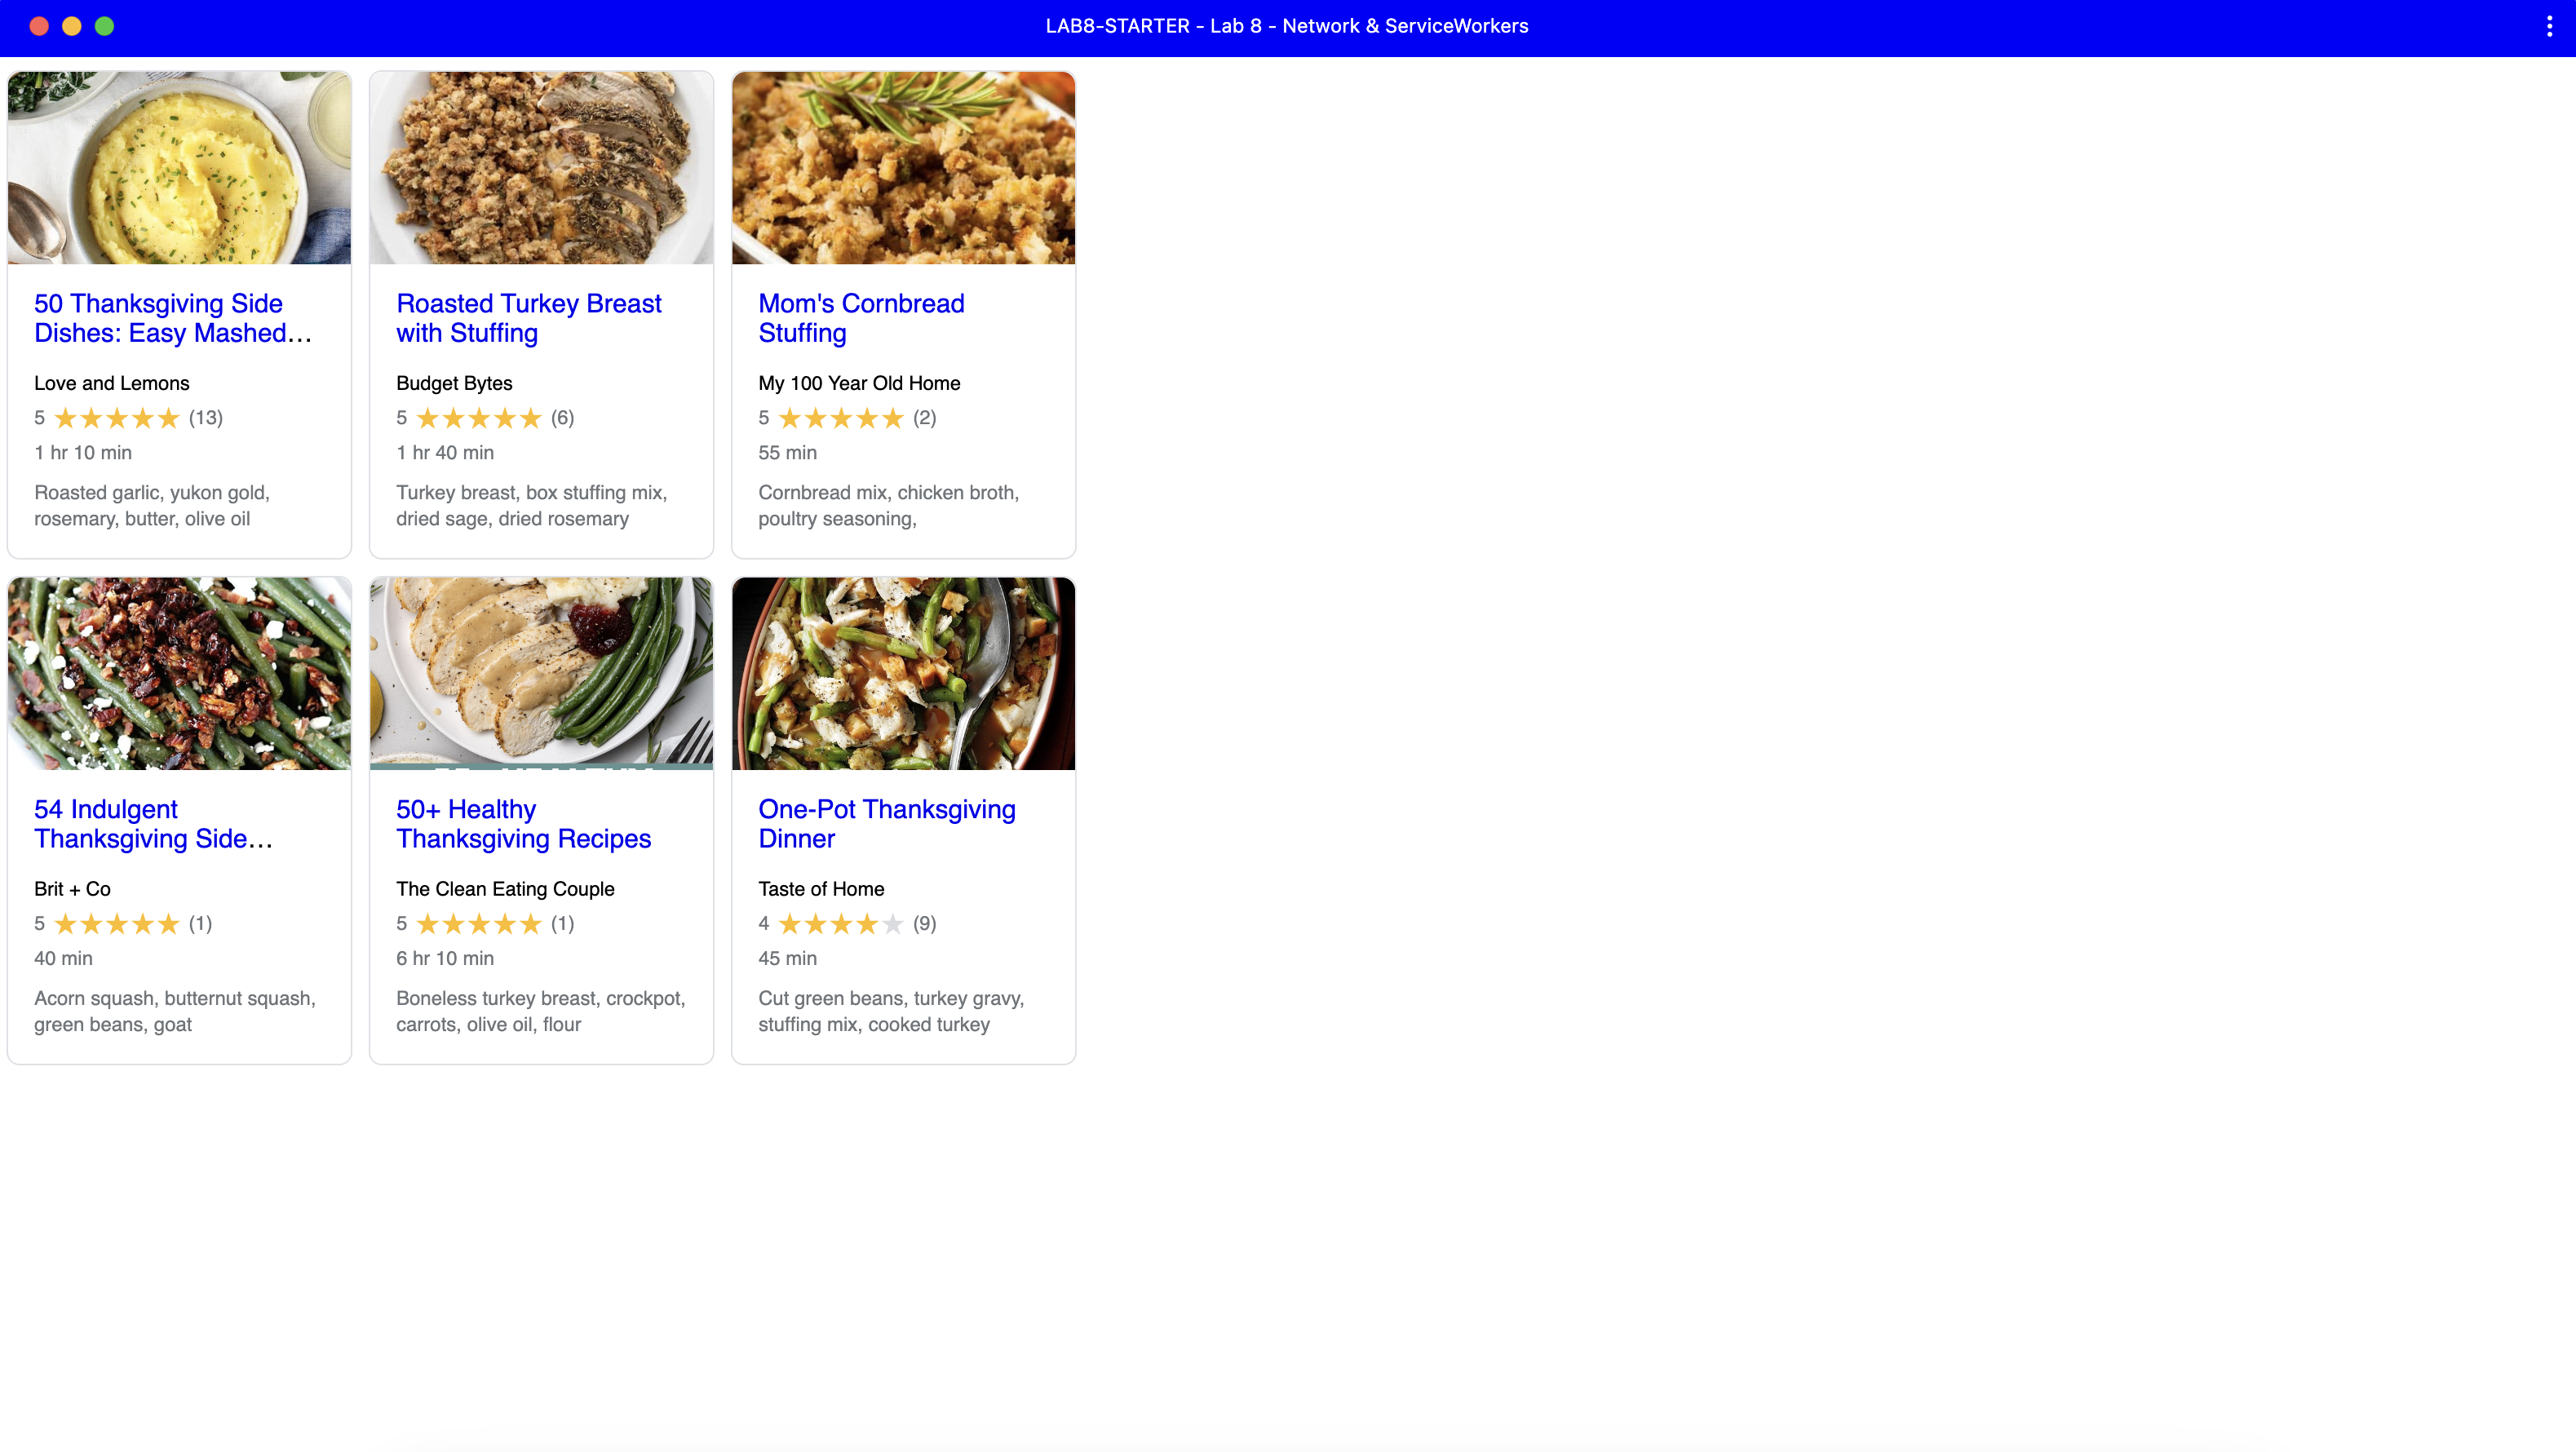 LAB8-STARTER - Lab 8 - Network & ServiceWorkers
50 Thanksgiving Side
Dishes: Easy Mashed...
Love and Lemons
5 ★★★★★ (13)
1 hr 10 min
Roasted garlic, yukon gold,
rosemary, butter, olive oil
Roasted Turkey Breast
with Stuffing
Budget Bytes
5 ★★★★★ (6)
1 hr 40 min
Turkey breast, box stuffing mix,
dried sage, dried rosemary
Mom's Cornbread
Stuffing
My 100 Year Old Home
5 ★★★★★ (2)
55 min
Cornbread mix, chicken broth,
poultry seasoning,
54 Indulgent
Thanksgiving Side...
Brit + Co
5 ★★★★★ (1)
40 min
Acorn squash, butternut squash,
green beans, goat
50+ Healthy
Thanksgiving Recipes
The Clean Eating Couple
5 ★★★★★ (1)
6 hr 10 min
Boneless turkey breast, crockpot,
carrots, olive oil, flour
One-Pot Thanksgiving
Dinner
Taste of Home
4 ★★★★★ (9)
45 min
Cut green beans, turkey gravy,
stuffing mix, cooked turkey